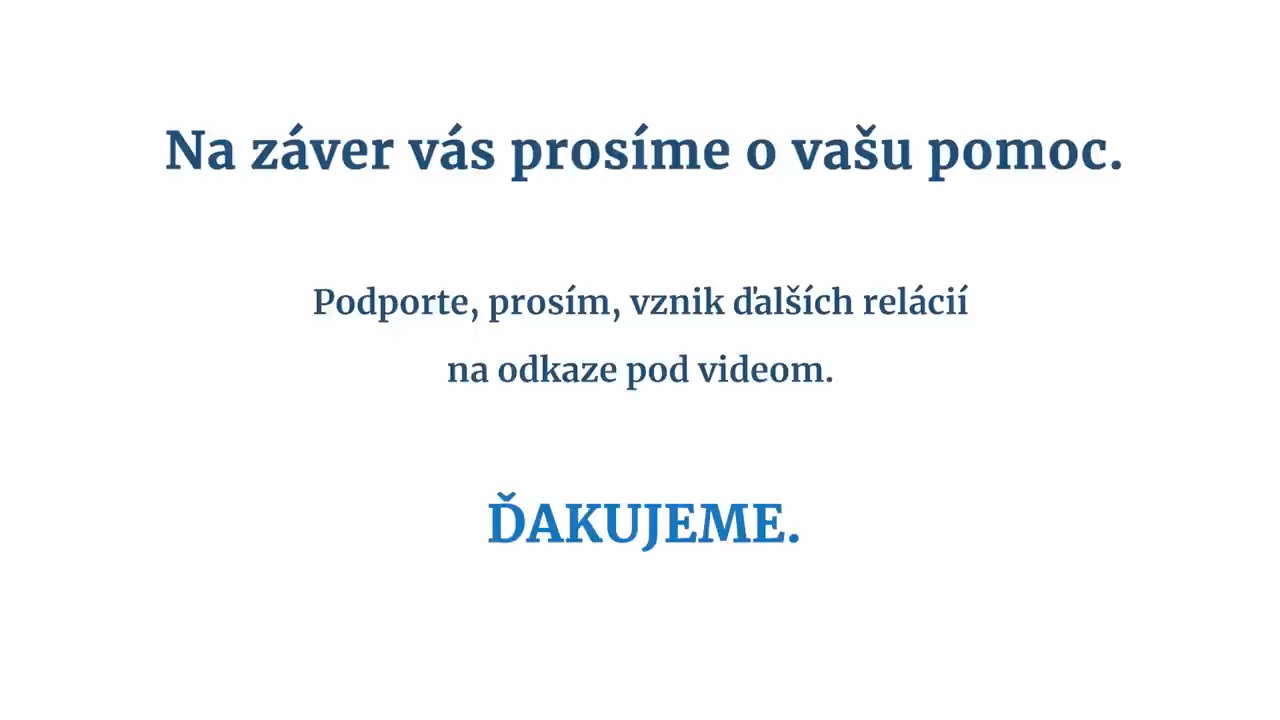 Na záver vás prosíme o vašu pomoc.
Podporte, prosím, vznik ďalších relácií
na odkaze pod videom.
ĎAKUJEME.